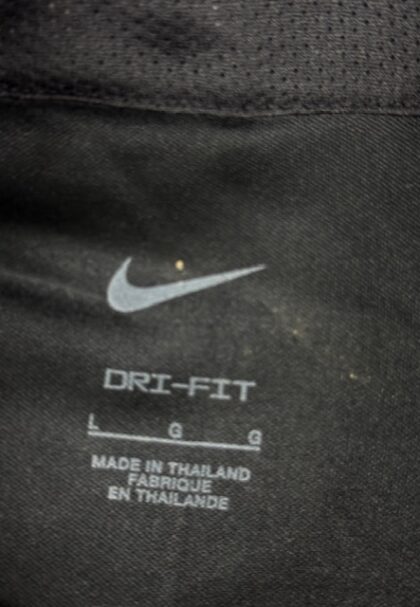 DRI-FIT
L G G
MADE IN THAILAND
FABRIQUE
EN THAILANDE